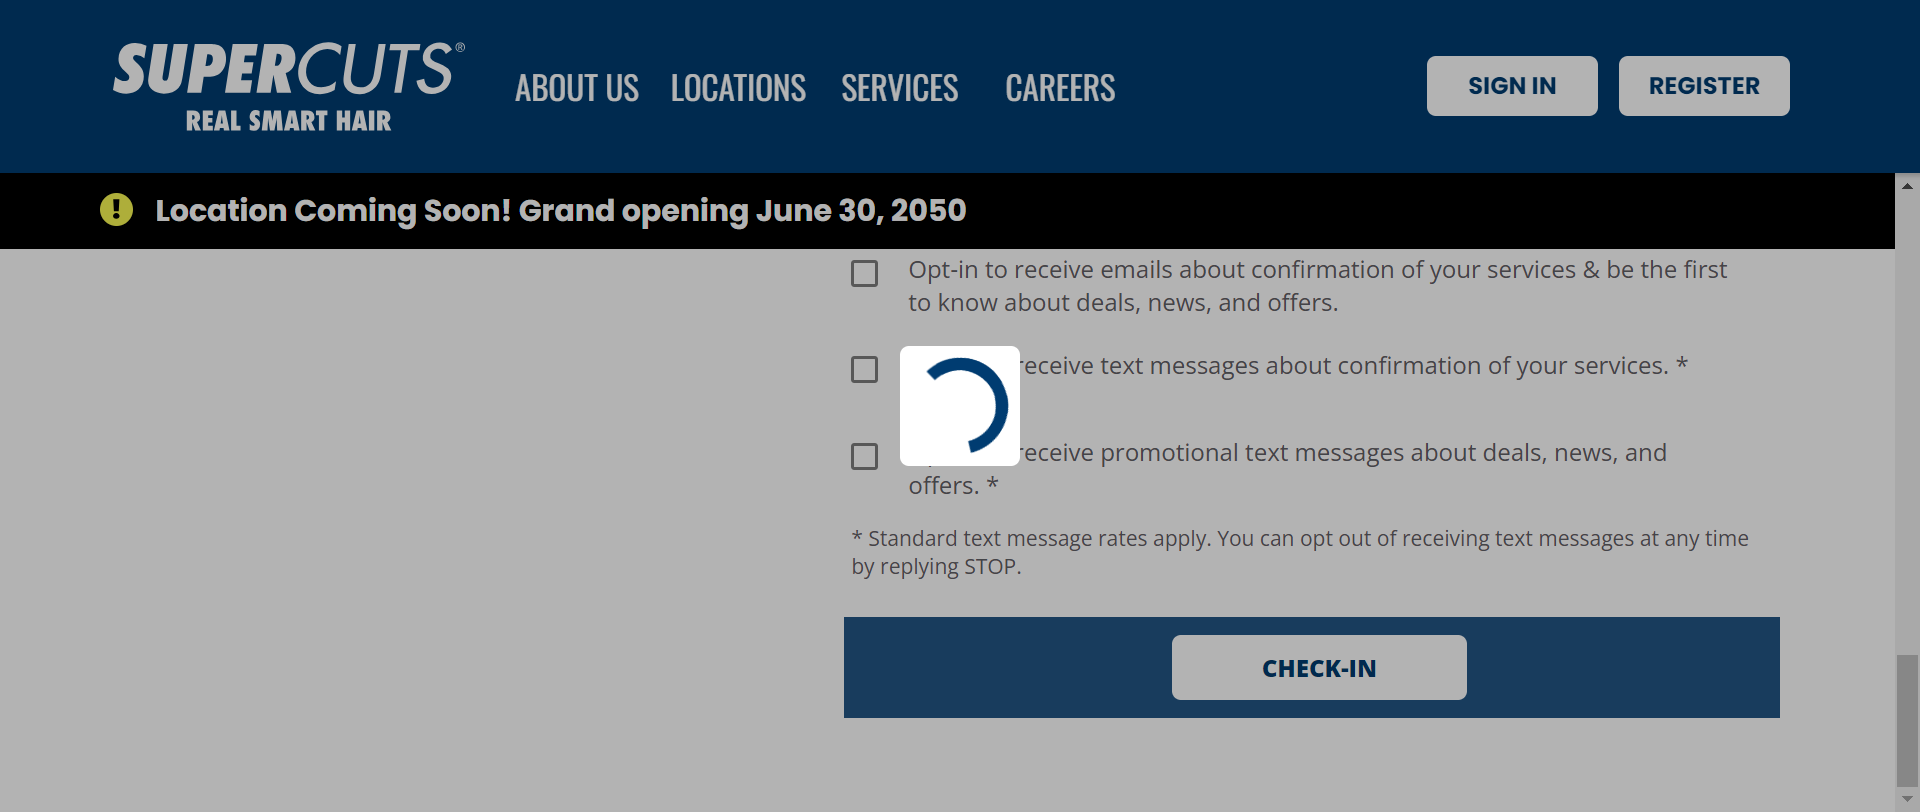 SUPERCUTS®
REAL SMART HAIR
ABOUT US
LOCATIONS
SERVICES
CAREERS
SIGN IN
REGISTER
Location Coming Soon! Grand opening June 30, 2050
Opt-in to receive emails about confirmation of your services & be the first
to know about deals, news, and offers.
receive text messages about confirmation of your services. *
receive promotional text messages about deals, news, and
offers. *
* Standard text message rates apply. You can opt out of receiving text messages at any time
by replying STOP.
CHECK-IN